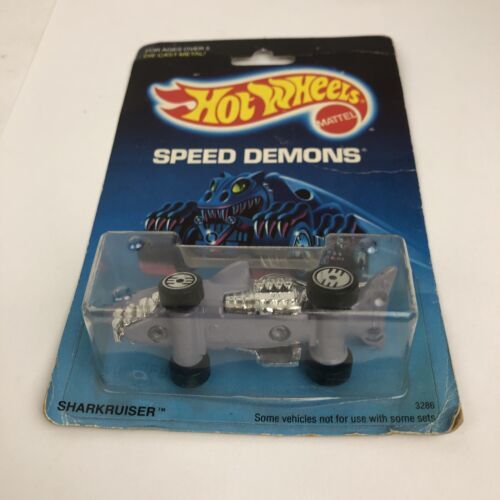 FOR AGES OVER 5
DIE CAST METAL!
Hot Wheels
MATTEL
SPEED DEMONS
SHARKRUISER™
3286
Some vehicles not for use with some sets